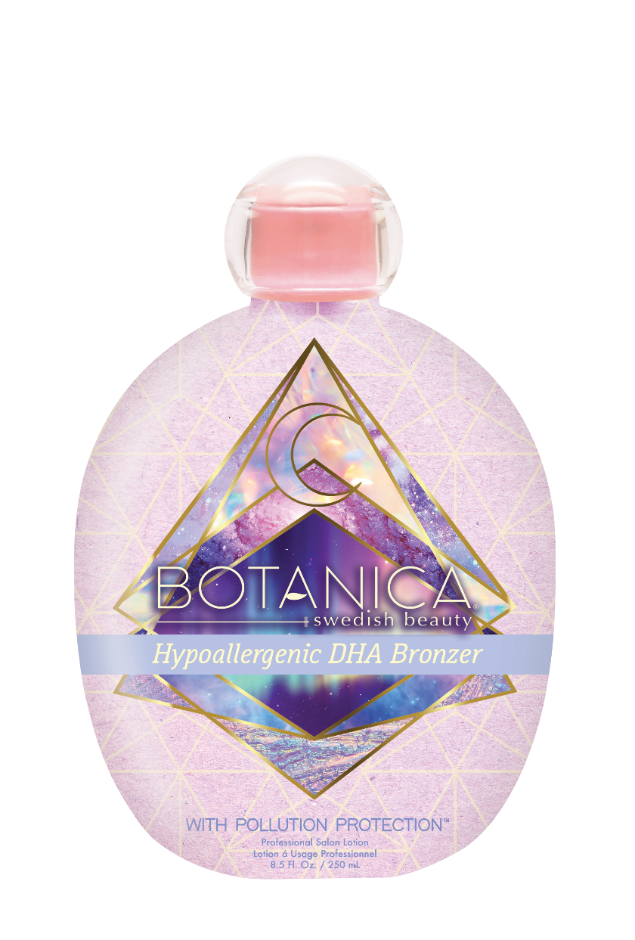 BOTANICA®
swedish beauty
Hypoallergenic DHA Bronzer
WITH POLLUTION PROTECTION™
Professional Salon Lotion
Lotion á Usage Professionnel
8.5 Fl. Oz. / 250 mL